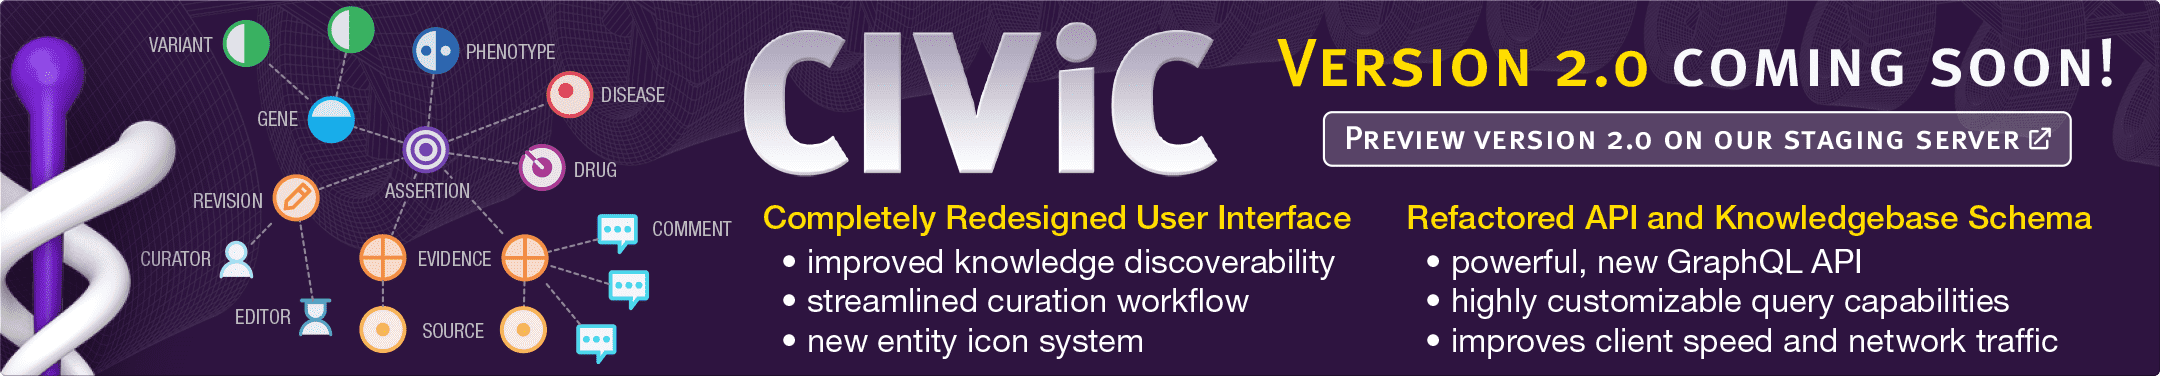 VARIANT
PHENOTYPE
DISEASE
GENE
DRUG
ASSERTION
REVISION
COMMENT
CURATOR
EVIDENCE
EDITOR
SOURCE
CIViC
VERSION 2.0 COMING SOON!
PREVIEW VERSION 2.0 ON OUR STAGING SERVER
Completely Redesigned User Interface
• improved knowledge discoverability
• streamlined curation workflow
• new entity icon system
Refactored API and Knowledgebase Schema
• powerful, new GraphQL API
• highly customizable query capabilities
• improves client speed and network traffic